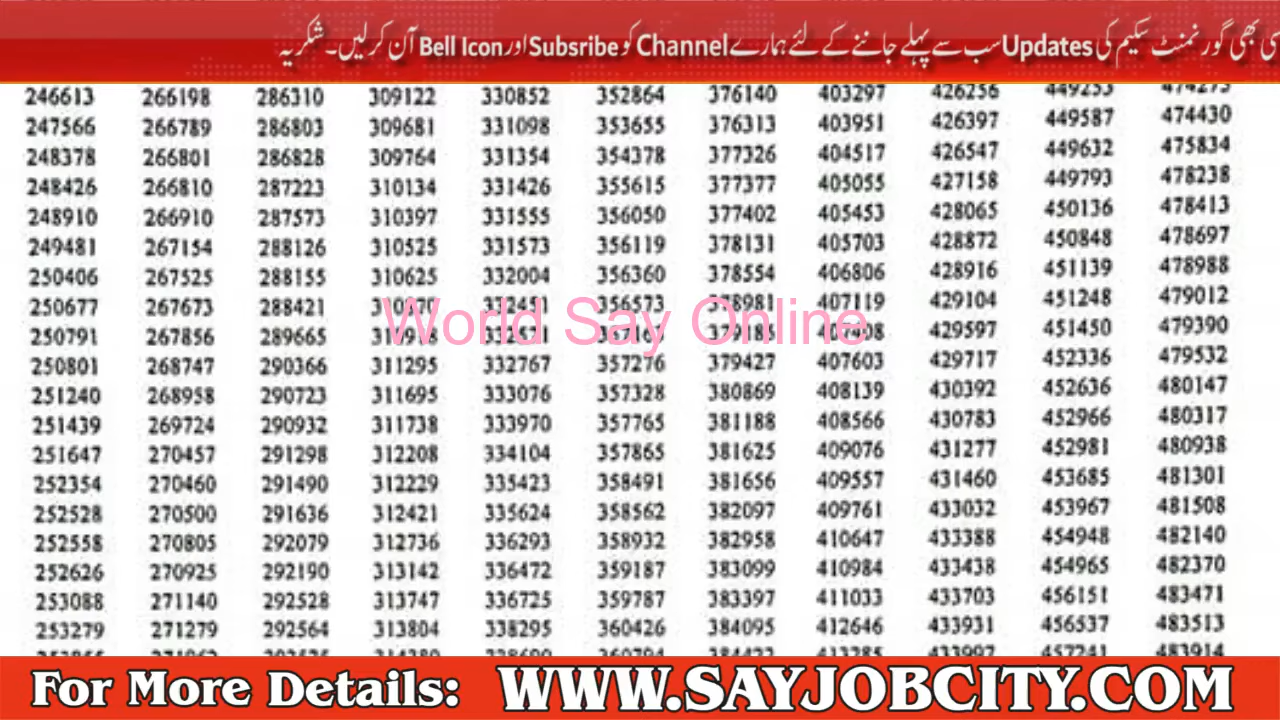 سی بھی گورنمنٹ سکیم کی Updates سب سے پہلے جاننے کے لئے ہمارے Channel کو Subsribe اور Bell Icon آن کرلیں۔ شکریہ
246613 266198 286310 309122 330852 352864 376140 403297 426256 449253 474273
247566 266789 286803 309681 331098 353655 376313 403951 426397 449587 474430
248378 266801 286828 309764 331354 354378 377326 404517 426547 449632 475834
248426 266810 287223 310134 331426 355615 377377 405055 427158 449793 478238
248910 266910 287573 310397 331555 356050 377402 405453 428065 450136 478413
249481 267154 288126 310525 331573 356119 378131 405703 428872 450848 478697
250406 267525 288155 310625 332004 356360 378554 406806 428916 451139 478988
250677 267673 288421 332451 356573 378981 407119 429104 451248 479012
World Say Online
250791 267856 289665 429597 451450 479390
250801 268747 290366 311295 332767 357276 379427 407603 429717 452336 479532
251240 268958 290723 311695 333076 357328 380869 408139 430392 452636 480147
251439 269724 290932 311738 333970 357765 381188 408566 430783 452966 480317
251647 270457 291298 312208 334104 357865 381625 409076 431277 452981 480938
252354 270460 291490 312229 335423 358491 381656 409557 431460 453685 481301
252528 270500 291636 312421 335624 358562 382097 409761 433032 453967 481508
252558 270805 292079 312736 336293 358932 382958 410647 433388 454948 482140
252626 270925 292190 313142 336472 359187 383099 410984 433438 454965 482370
253088 271140 292528 313747 336725 359787 383397 411033 433703 456151 483471
253279 271279 292564 313804 338295 360426 384095 412646 433931 456537 483513
433997 457241 483914
For More Details: WWW.SAYJOBCITY.COM